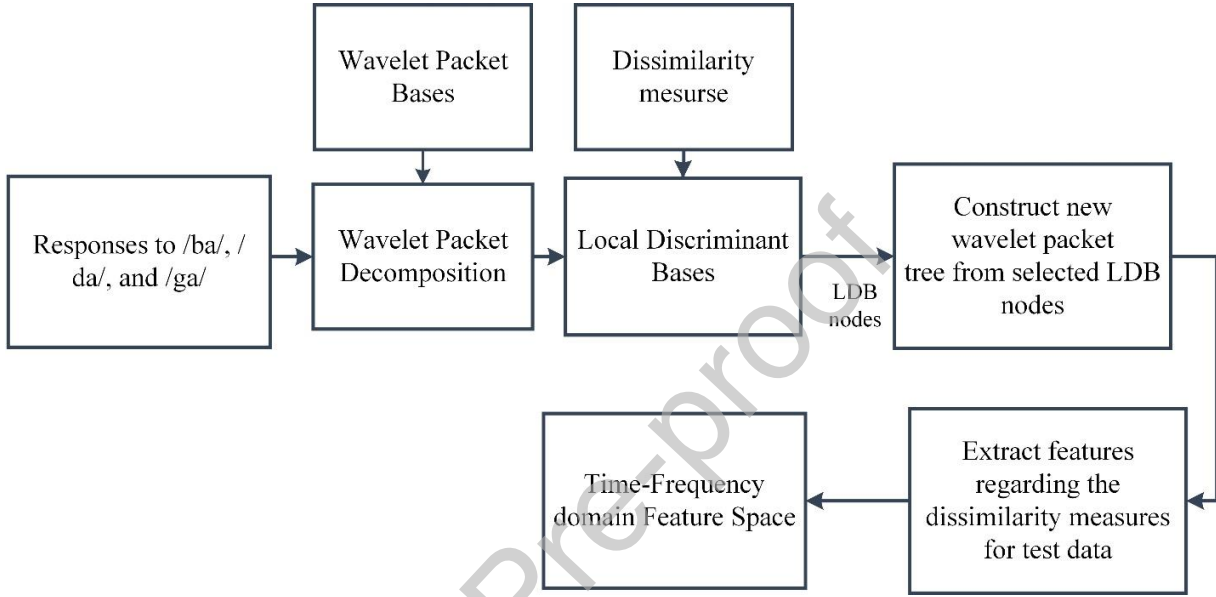 Wavelet Packet
Bases
Dissimilarity
mesurse
Responses to /ba/, /
da/, and /ga/
Wavelet Packet
Decomposition
Local Discriminant
Bases
LDB
nodes
Construct new
wavelet packet
tree from selected LDB
nodes
Extract features
regarding the
dissimilarity measures
for test data
Time-Frequency
domain Feature Space
Pre-proof